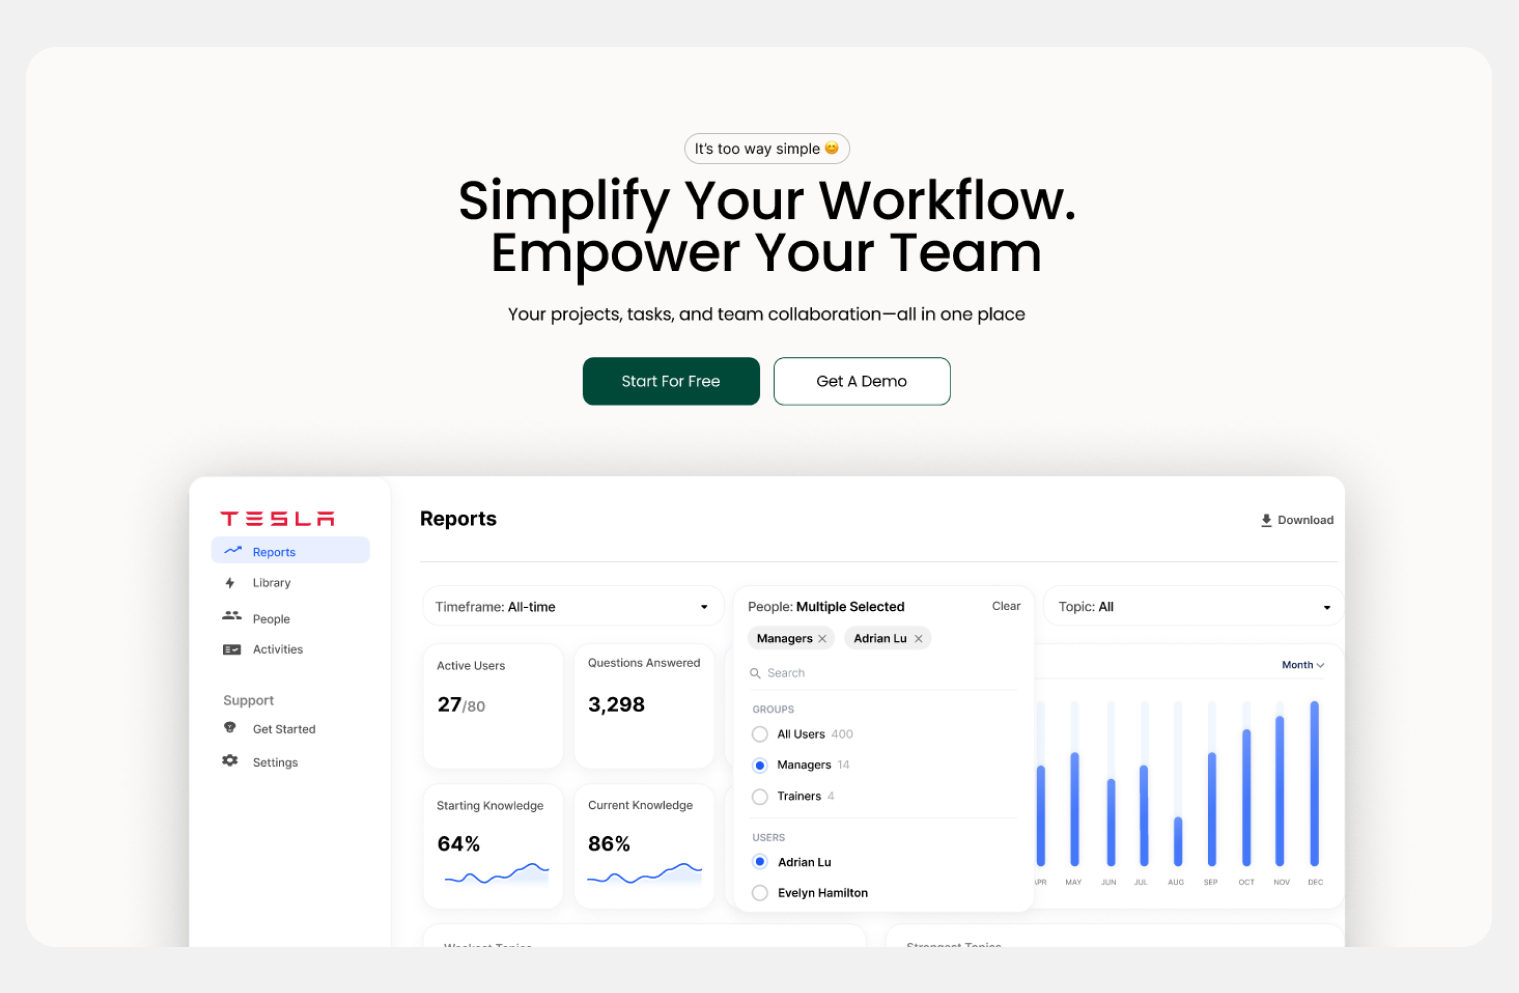 It's too way simple 😊
Simplify Your Workflow.
Empower Your Team
Your projects, tasks, and team collaboration—all in one place
Start For Free
Get A Demo
TESLA
Reports
Library
People
Activities
Support
Get Started
Settings
Reports
Download
Timeframe: All-time
People: Multiple Selected
Clear
Topic: All
Managers
Adrian Lu
Search
GROUPS
All Users 400
Managers 14
Trainers 4
USERS
Adrian Lu
Evelyn Hamilton
Active Users
27/80
Questions Answered
3,298
Starting Knowledge
64%
Current Knowledge
86%
Month
APR MAY JUN JUL AUG SEP OCT NOV DEC
Weakest Topics
Strongest Topics